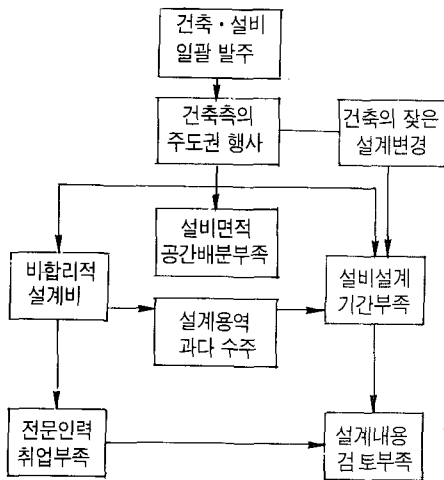 건축·설비
일괄 발주
건축측의
주도권 행사
건축의 잦은
설계변경
설비면적
공간배분부족
비합리적
설계비
설비설계
기간부족
설계용역
과다 수주
전문인력
취업부족
설계내용
검토부족